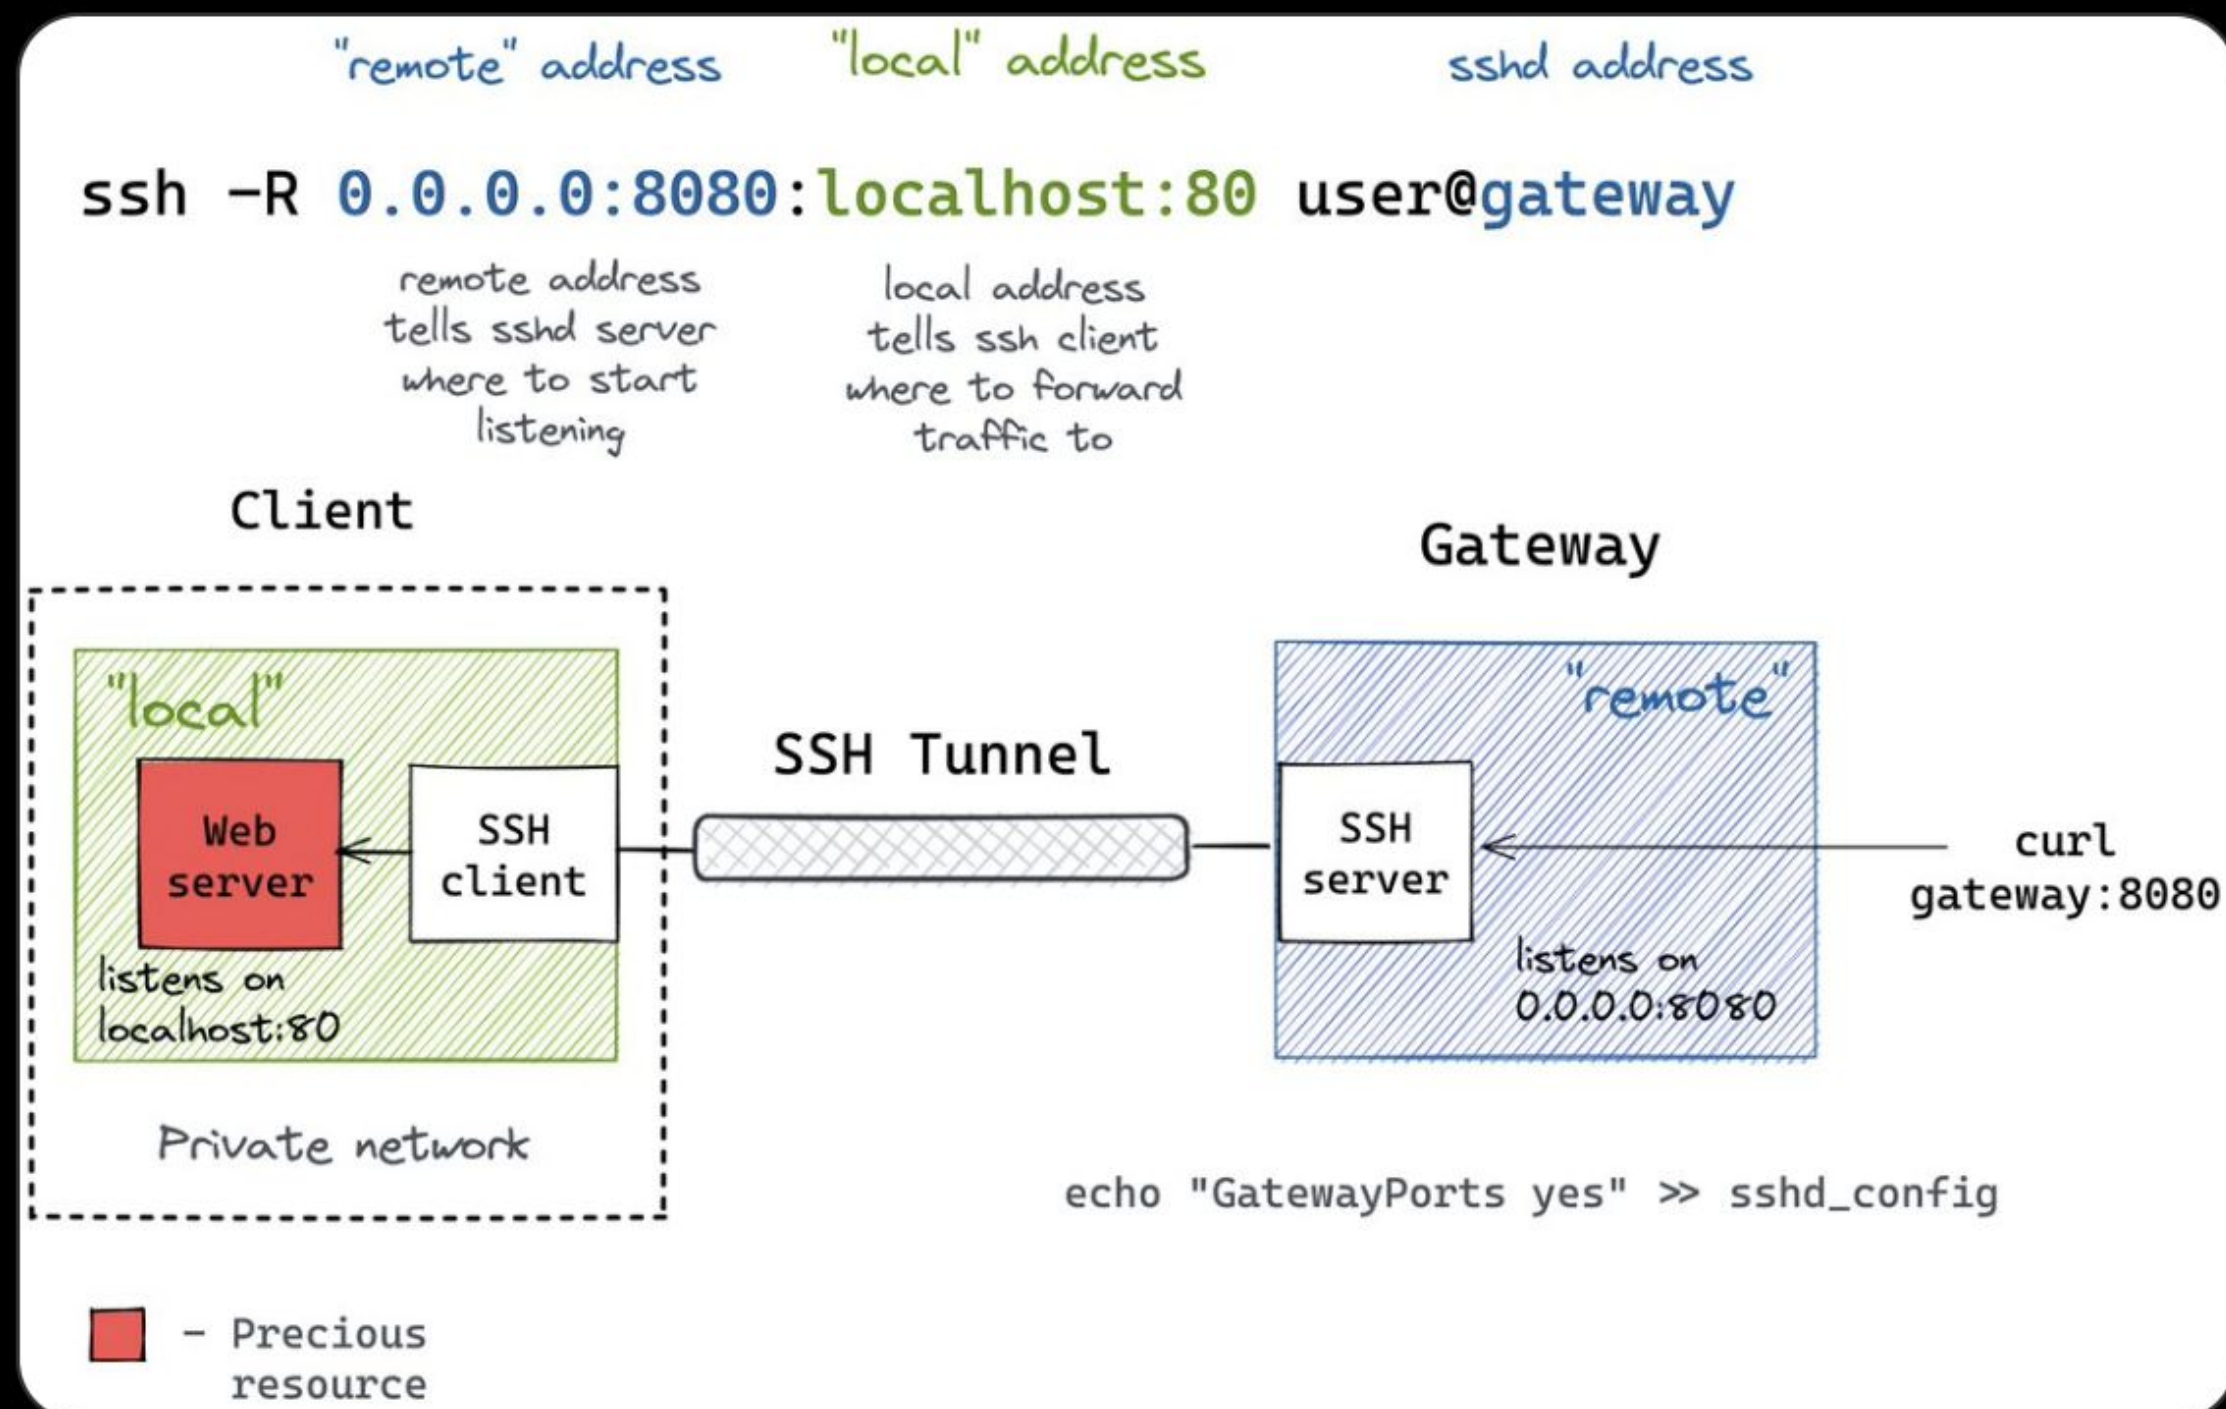 "remote" address "local" address sshd address
ssh -R 0.0.0.0:8080:localhost:80 user@gateway
remote address
tells sshd server
where to start
listening
local address
tells ssh client
where to forward
traffic to
Client
Gateway
"local"
Web
server
SSH
client
listens on
localhost:80
Private network
SSH Tunnel
"remote"
SSH
server
listens on
0.0.0.0:8080
curl
gateway:8080
echo "GatewayPorts yes" >> sshd_config
- Precious
resource